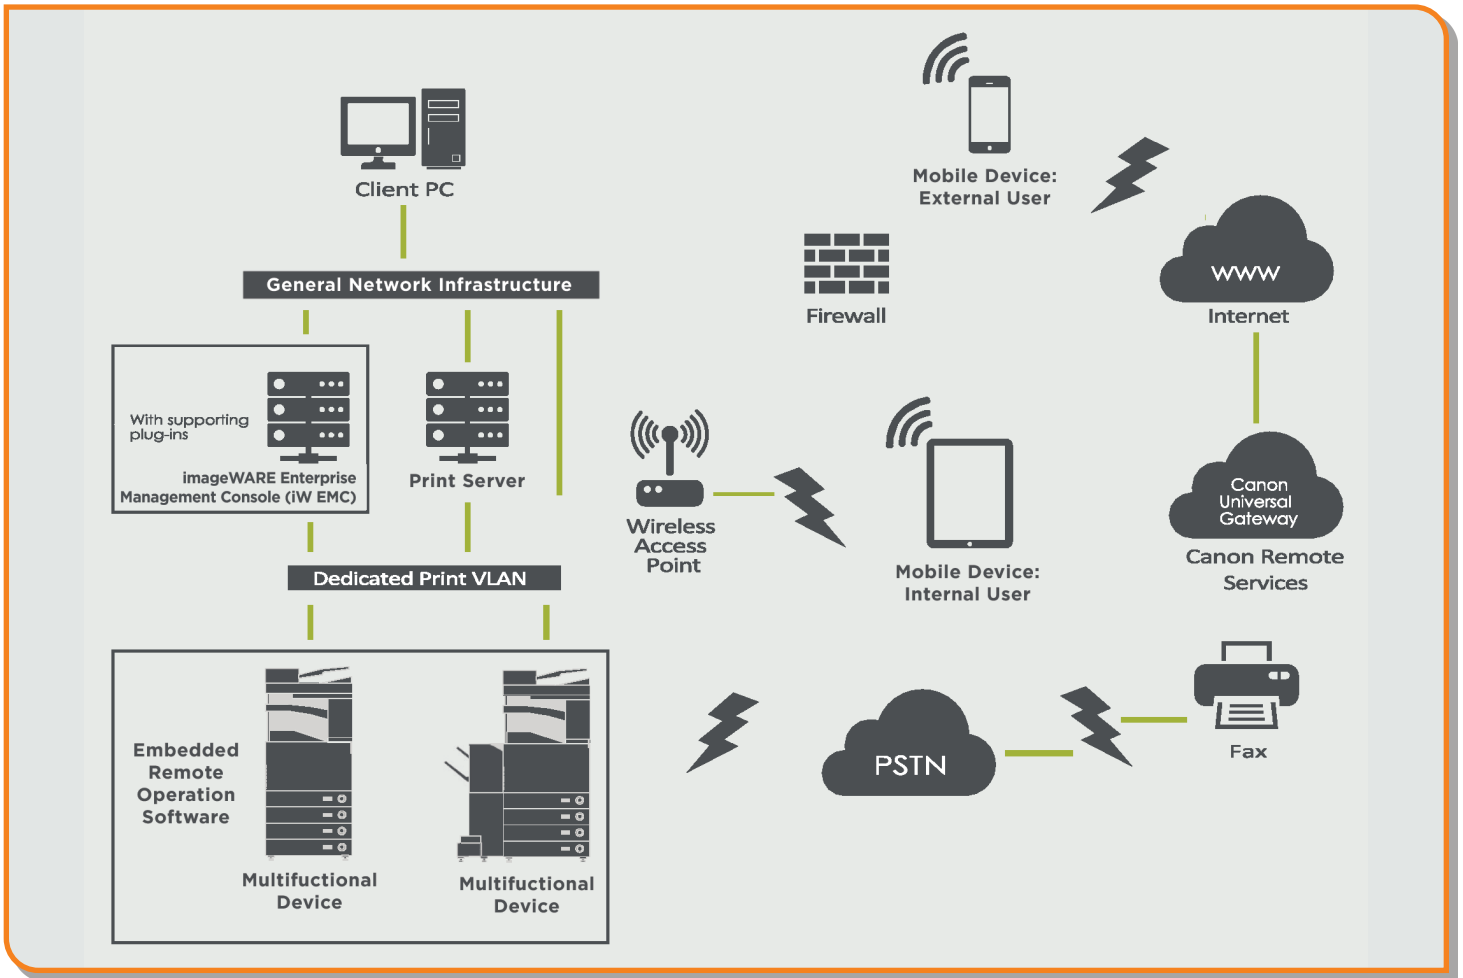 Client PC
Mobile Device:
External User
General Network Infrastructure
Firewall
www
Internet
With supporting
plug-ins
imageWARE Enterprise
Management Console (iW EMC)
Print Server
Wireless
Access
Point
Mobile Device:
Internal User
Canon
Universal
Gateway
Canon Remote
Services
Dedicated Print VLAN
Embedded
Remote
Operation
Software
Multifuctional
Device
Multifuctional
Device
PSTN
Fax